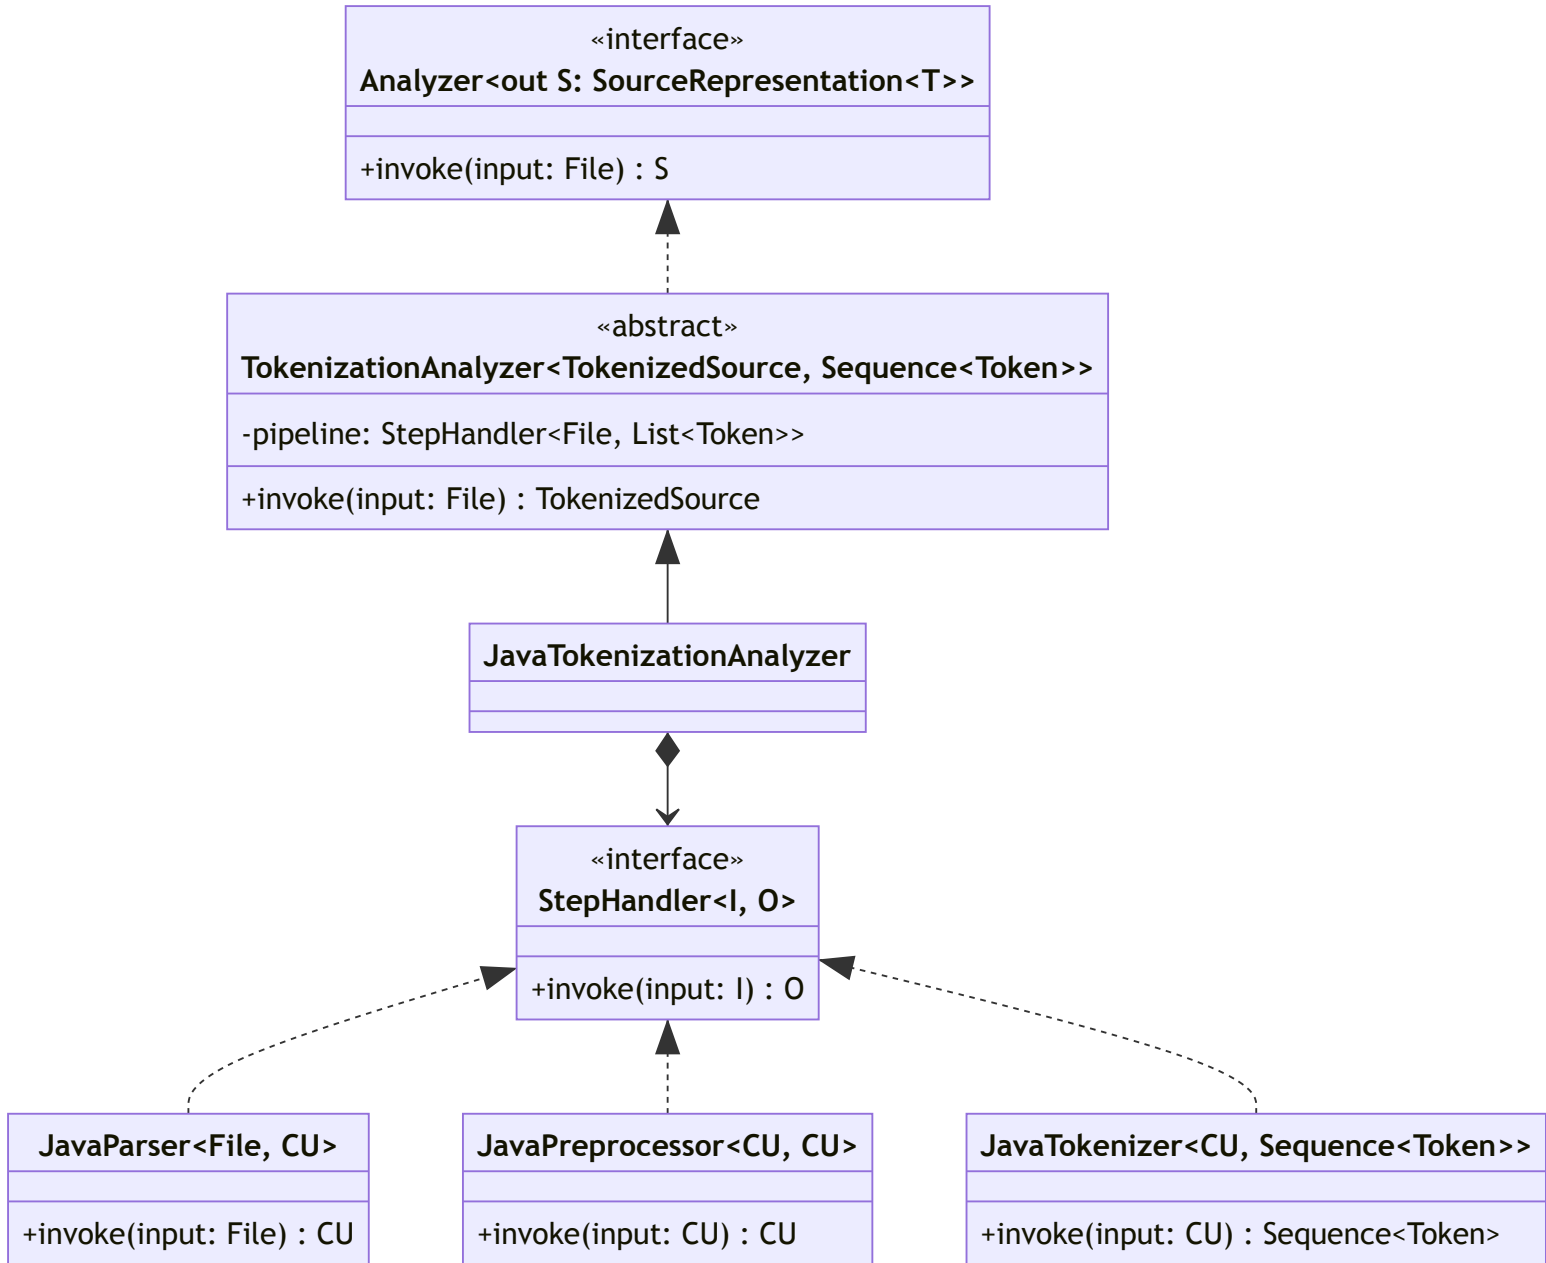 «interface»
Analyzer<out S: SourceRepresentation<T>>
+invoke(input: File) : S
«abstract»
TokenizationAnalyzer<TokenizedSource, Sequence<Token>>
-pipeline: StepHandler<File, List<Token>>
+invoke(input: File) : TokenizedSource
JavaTokenizationAnalyzer
«interface»
StepHandler<I, O>
+invoke(input: I) : O
JavaParser<File, CU>
+invoke(input: File) : CU
JavaPreprocessor<CU, CU>
+invoke(input: CU) : CU
JavaTokenizer<CU, Sequence<Token>>
+invoke(input: CU) : Sequence<Token>